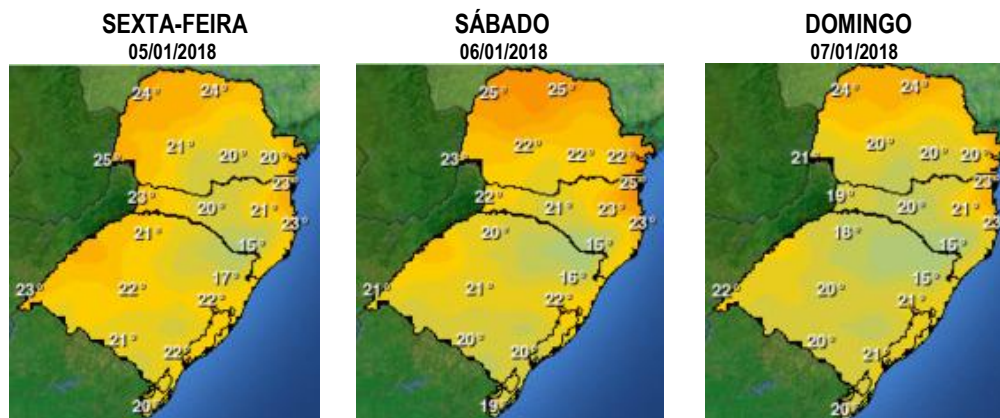 SEXTA-FEIRA
05/01/2018
24° 24°
21° 20° 20°
25°
23°
23° 20° 21°
23°
21°
15°
17°
23° 22° 22°
21° 22°
20°
SÁBADO
06/01/2018
25° 25°
22° 22° 22°
23°
25°
22° 21° 23°
23°
20°
15°
16°
21° 21° 22°
20° 20°
19°
DOMINGO
07/01/2018
24° 24°
20° 20° 20°
21°
23°
19° 20° 21°
23°
18°
15°
15°
22° 20° 21°
20° 21°
20°